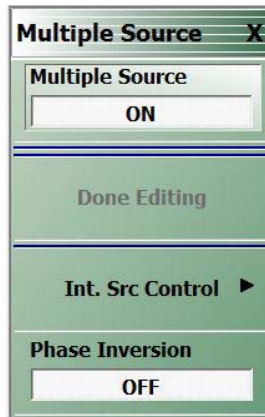 Multiple Source X
Multiple Source
ON
Done Editing
Int. Src Control ►
Phase Inversion
OFF